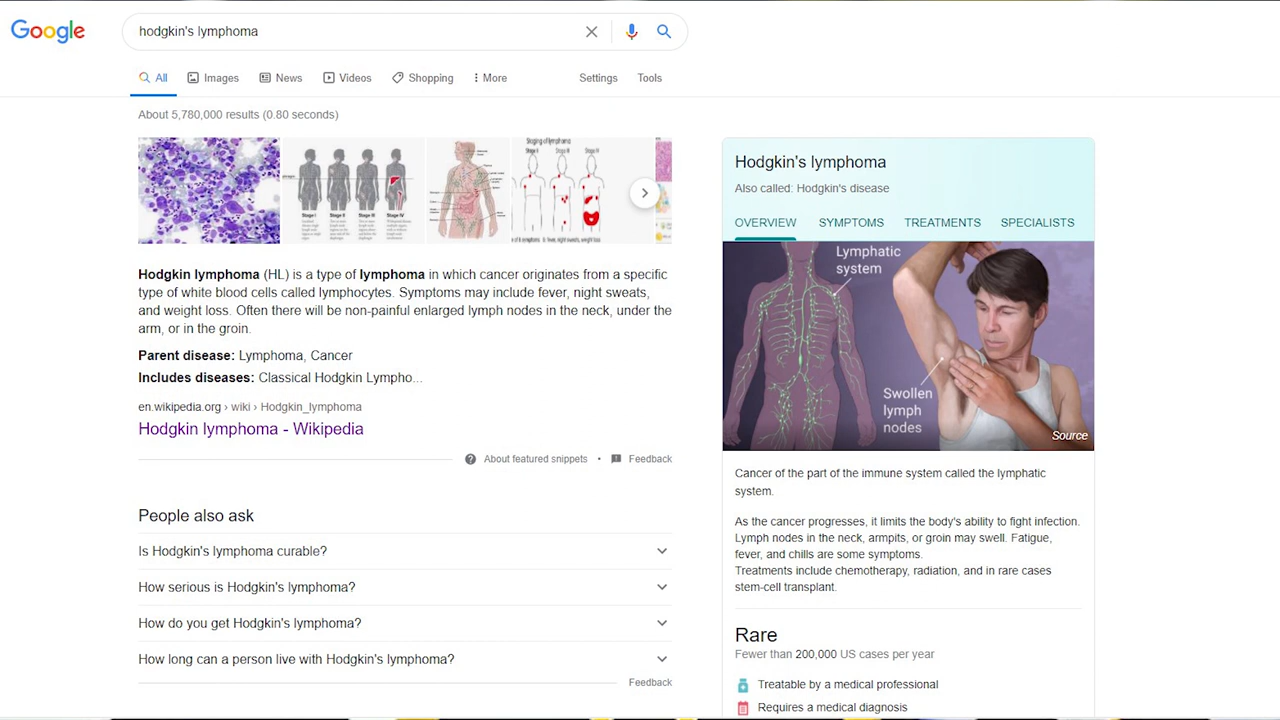 Google
hodgkin's lymphoma
All
Images
News
Videos
Shopping
More
Settings
Tools
About 5,780,000 results (0.80 seconds)
Staging of lymphoma
Stage I
Stage II
Stage III
Stage IV
Hodgkin lymphoma (HL) is a type of lymphoma in which cancer originates from a specific
type of white blood cells called lymphocytes. Symptoms may include fever, night sweats,
and weight loss. Often there will be non-painful enlarged lymph nodes in the neck, under the
arm, or in the groin.
Parent disease: Lymphoma, Cancer
Includes diseases: Classical Hodgkin Lympho...
en.wikipedia.org › wiki › Hodgkin_lymphoma
Hodgkin lymphoma - Wikipedia
About featured snippets • Feedback
People also ask
Is Hodgkin's lymphoma curable?
How serious is Hodgkin's lymphoma?
How do you get Hodgkin's lymphoma?
How long can a person live with Hodgkin's lymphoma?
Feedback
Hodgkin's lymphoma
Also called: Hodgkin's disease
OVERVIEW
SYMPTOMS
TREATMENTS
SPECIALISTS
Lymphatic
system
Swollen
lymph
nodes
Source
Cancer of the part of the immune system called the lymphatic
system.
As the cancer progresses, it limits the body's ability to fight infection.
Lymph nodes in the neck, armpits, or groin may swell. Fatigue,
fever, and chills are some symptoms.
Treatments include chemotherapy, radiation, and in rare cases
stem-cell transplant.
Rare
Fewer than 200,000 US cases per year
Treatable by a medical professional
Requires a medical diagnosis